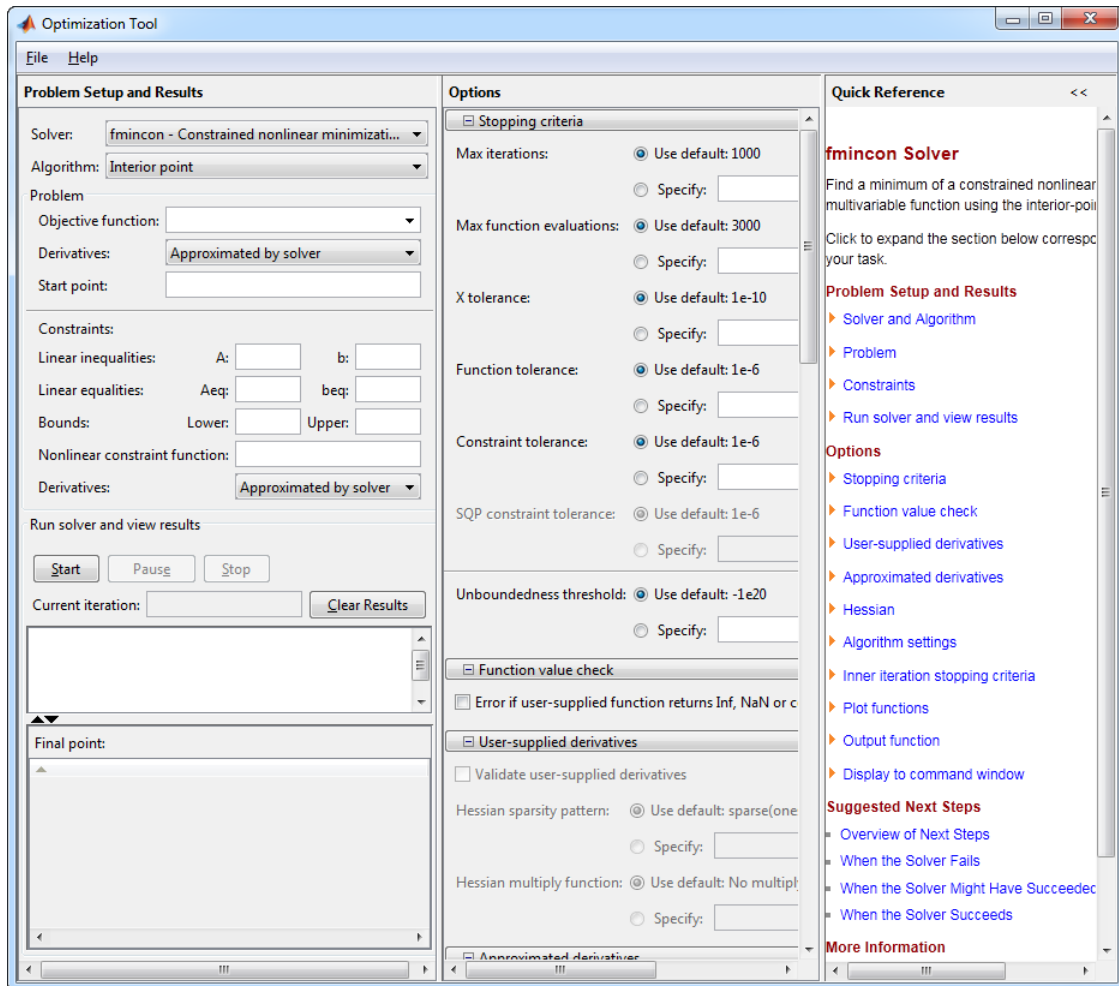 Optimization Tool
File Help
Problem Setup and Results
Solver: fmincon - Constrained nonlinear minimizati...
Algorithm: Interior point
Problem
Objective function:
Derivatives: Approximated by solver
Start point:
Constraints:
Linear inequalities: A: b:
Linear equalities: Aeq: beq:
Bounds: Lower: Upper:
Nonlinear constraint function:
Derivatives: Approximated by solver
Run solver and view results
Start Pause Stop
Current iteration: Clear Results
Final point:
Options
Stopping criteria
Max iterations: Use default: 1000
Specify:
Max function evaluations: Use default: 3000
Specify:
X tolerance: Use default: 1e-10
Specify:
Function tolerance: Use default: 1e-6
Specify:
Constraint tolerance: Use default: 1e-6
Specify:
SQP constraint tolerance: Use default: 1e-6
Specify:
Unboundedness threshold: Use default: -1e20
Specify:
Function value check
Error if user-supplied function returns Inf, NaN or c
User-supplied derivatives
Validate user-supplied derivatives
Hessian sparsity pattern: Use default: sparse(one
Specify:
Hessian multiply function: Use default: No multipl
Specify:
Approximated derivatives
Quick Reference <<
fmincon Solver
Find a minimum of a constrained nonlinear
multivariable function using the interior-poi
Click to expand the section below correspo
your task.
Problem Setup and Results
Solver and Algorithm
Problem
Constraints
Run solver and view results
Options
Stopping criteria
Function value check
User-supplied derivatives
Approximated derivatives
Hessian
Algorithm settings
Inner iteration stopping criteria
Plot functions
Output function
Display to command window
Suggested Next Steps
Overview of Next Steps
When the Solver Fails
When the Solver Might Have Succeeded
When the Solver Succeeds
More Information